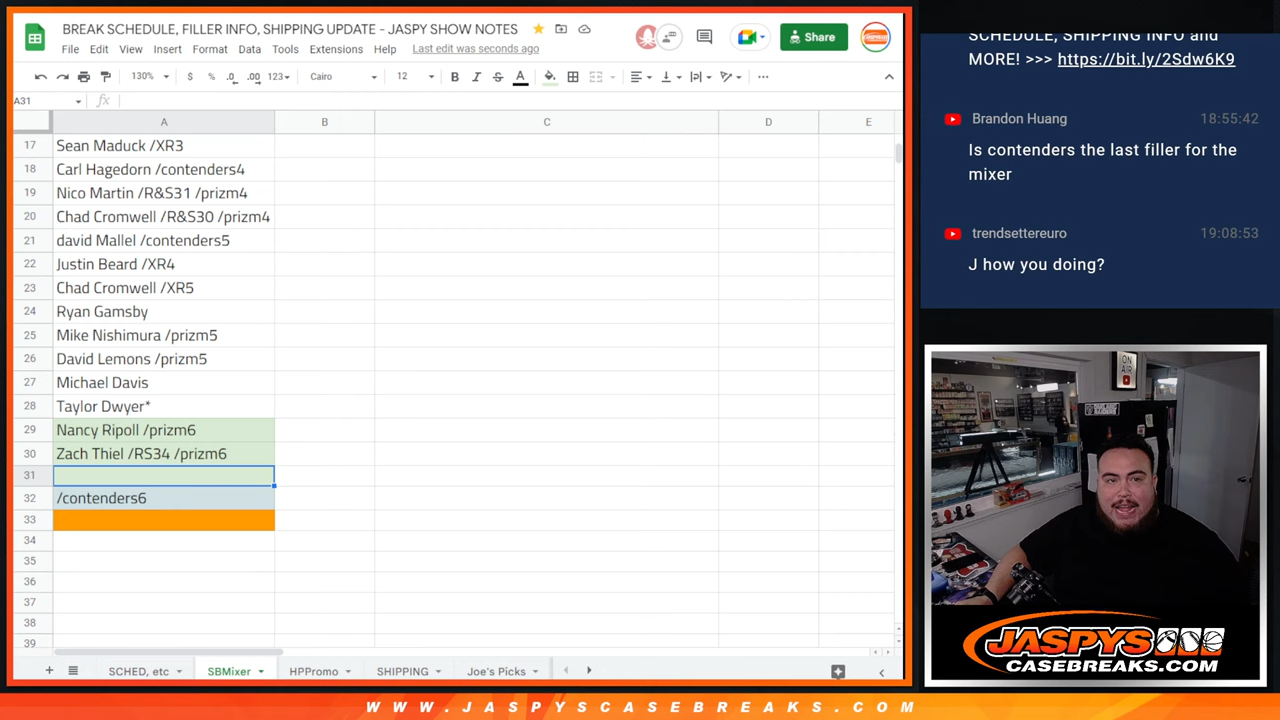 BREAK SCHEDULE, FILLER INFO, SHIPPING UPDATE - JASPY SHOW NOTES
File Edit View Insert Format Data Tools Extensions Help Last edit was seconds ago
Share
130% $ % .0 .00 123 Cairo 12 B I S A
A31 fx
A B C D E
17 Sean Maduck /XR3
18 Carl Hagedorn /contenders4
19 Nico Martin /R&S31 /prizm4
20 Chad Cromwell /R&S30 /prizm4
21 david Mallel /contenders5
22 Justin Beard /XR4
23 Chad Cromwell /XR5
24 Ryan Gamsby
25 Mike Nishimura /prizm5
26 David Lemons /prizm5
27 Michael Davis
28 Taylor Dwyer*
29 Nancy Ripoll /prizm6
30 Zach Thiel /RS34 /prizm6
31
32 /contenders6
33
34
35
36
37
38
39
+ SCHED, etc SBMixer HPPromo SHIPPING Joe's Picks
SCHEDULE, SHIPPING INFO and
MORE! >>> https://bit.ly/2Sdw6K9
Brandon Huang 18:55:42
Is contenders the last filler for the
mixer
trendsettereuro 19:08:53
J how you doing?
ON
AIR
JASPYS
CASEBREAKS.COM
WWW.JASPYSCASEBREAKS.COM